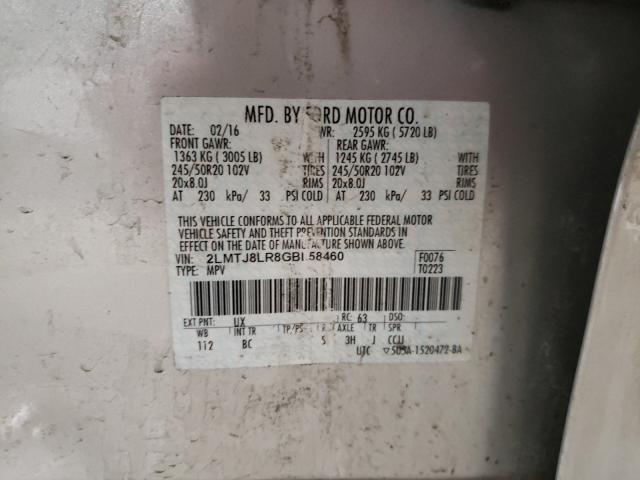 MFD. BY FORD MOTOR CO.
DATE: 02/16 WR: 2595 KG ( 5720 LB)
FRONT GAWR: REAR GAWR:
1363 KG ( 3005 LB) WITH 1245 KG ( 2745 LB) WITH
245/50R20 102V TIRES 245/50R20 102V TIRES
20x8.0J RIMS 20x8.0J RIMS
AT 230 kPa/ 33 PSI COLD AT 230 kPa/ 33 PSI COLD
THIS VEHICLE CONFORMS TO ALL APPLICABLE FEDERAL MOTOR
VEHICLE SAFETY AND THEFT PREVENTION STANDARDS IN
EFFECT ON THE DATE OF MANUFACTURE SHOWN ABOVE.
VIN: 2LMTJ8LR8GBL58460 F0076
TYPE: MPV T0223
EXT PNT: UX RC: 63 DSO:
WB INT TR TP/PS R AXLE TR SPR
112 BC S 3H J CCJJ
UTC ▽5U5A-1520472-BA